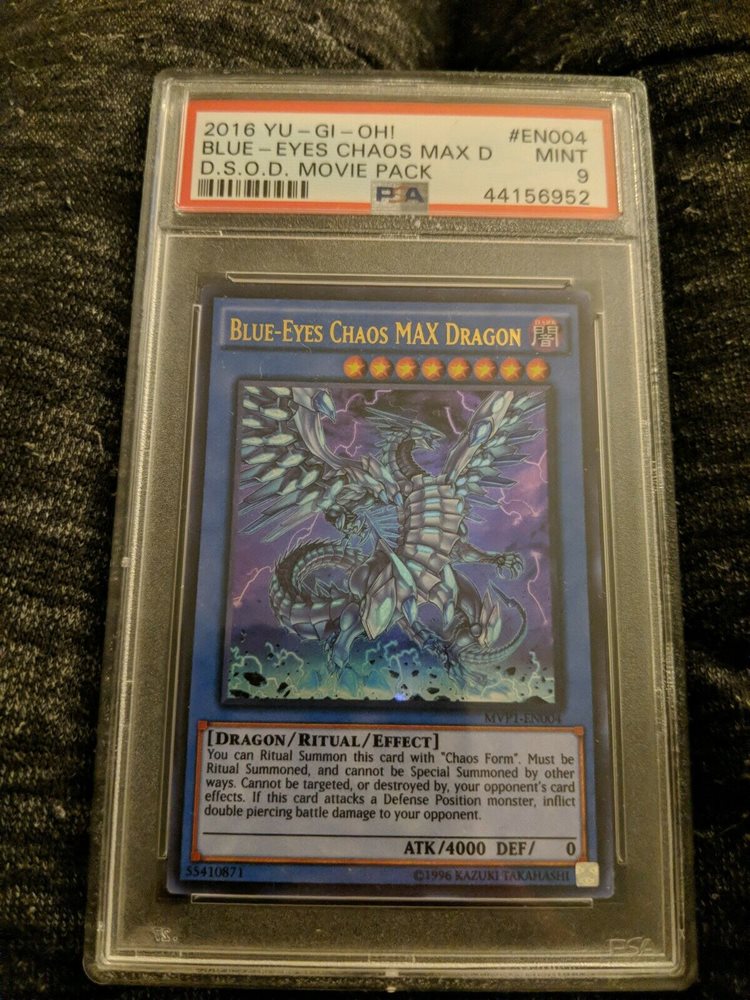 2016 YU-GI-OH! #EN004
BLUE-EYES CHAOS MAX D MINT
D.S.O.D. MOVIE PACK 9
PSA 44156952
BLUE-EYES CHAOS MAX DRAGON
DARK
闇
MVP1-EN004
[DRAGON/RITUAL/EFFECT]
You can Ritual Summon this card with "Chaos Form". Must be
Ritual Summoned, and cannot be Special Summoned by other
ways. Cannot be targeted, or destroyed by, your opponent's card
effects. If this card attacks a Defense Position monster, inflict
double piercing battle damage to your opponent.
ATK/4000 DEF/ 0
55410871 ©1996 KAZUKI TAKAHASHI
PSA